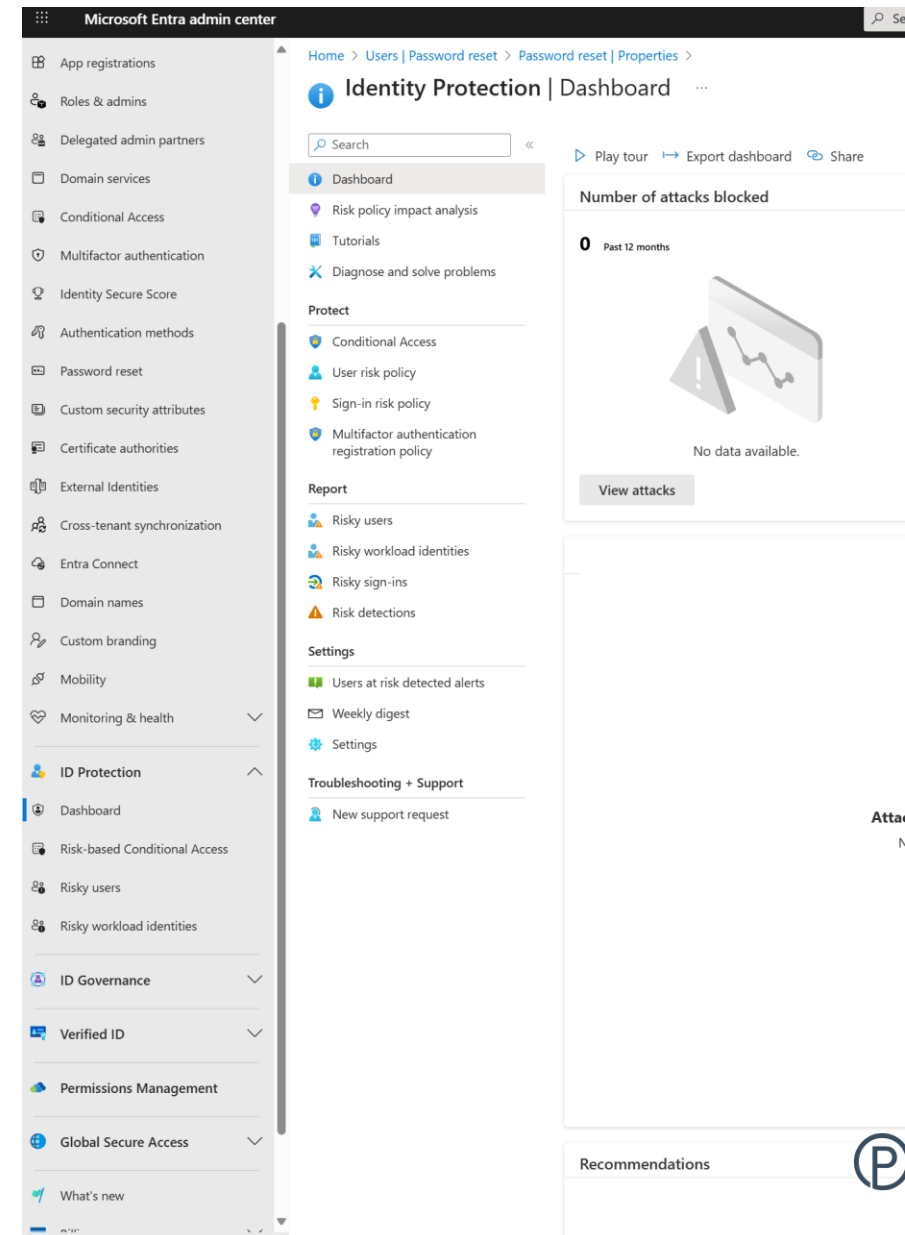 Microsoft Entra admin center
Se
App registrations
Roles & admins
Delegated admin partners
Domain services
Conditional Access
Multifactor authentication
Identity Secure Score
Authentication methods
Password reset
Custom security attributes
Certificate authorities
External Identities
Cross-tenant synchronization
Entra Connect
Domain names
Custom branding
Mobility
Monitoring & health
ID Protection
Dashboard
Risk-based Conditional Access
Risky users
Risky workload identities
ID Governance
Verified ID
Permissions Management
Global Secure Access
What's new
Home > Users | Password reset > Password reset | Properties >
Identity Protection | Dashboard ...
Search «
Dashboard
Risk policy impact analysis
Tutorials
Diagnose and solve problems
Protect
Conditional Access
User risk policy
Sign-in risk policy
Multifactor authentication
registration policy
Report
Risky users
Risky workload identities
Risky sign-ins
Risk detections
Settings
Users at risk detected alerts
Weekly digest
Settings
Troubleshooting + Support
New support request
Play tour Export dashboard Share
Number of attacks blocked
0 Past 12 months
No data available.
View attacks
Attac
N
Recommendations
P